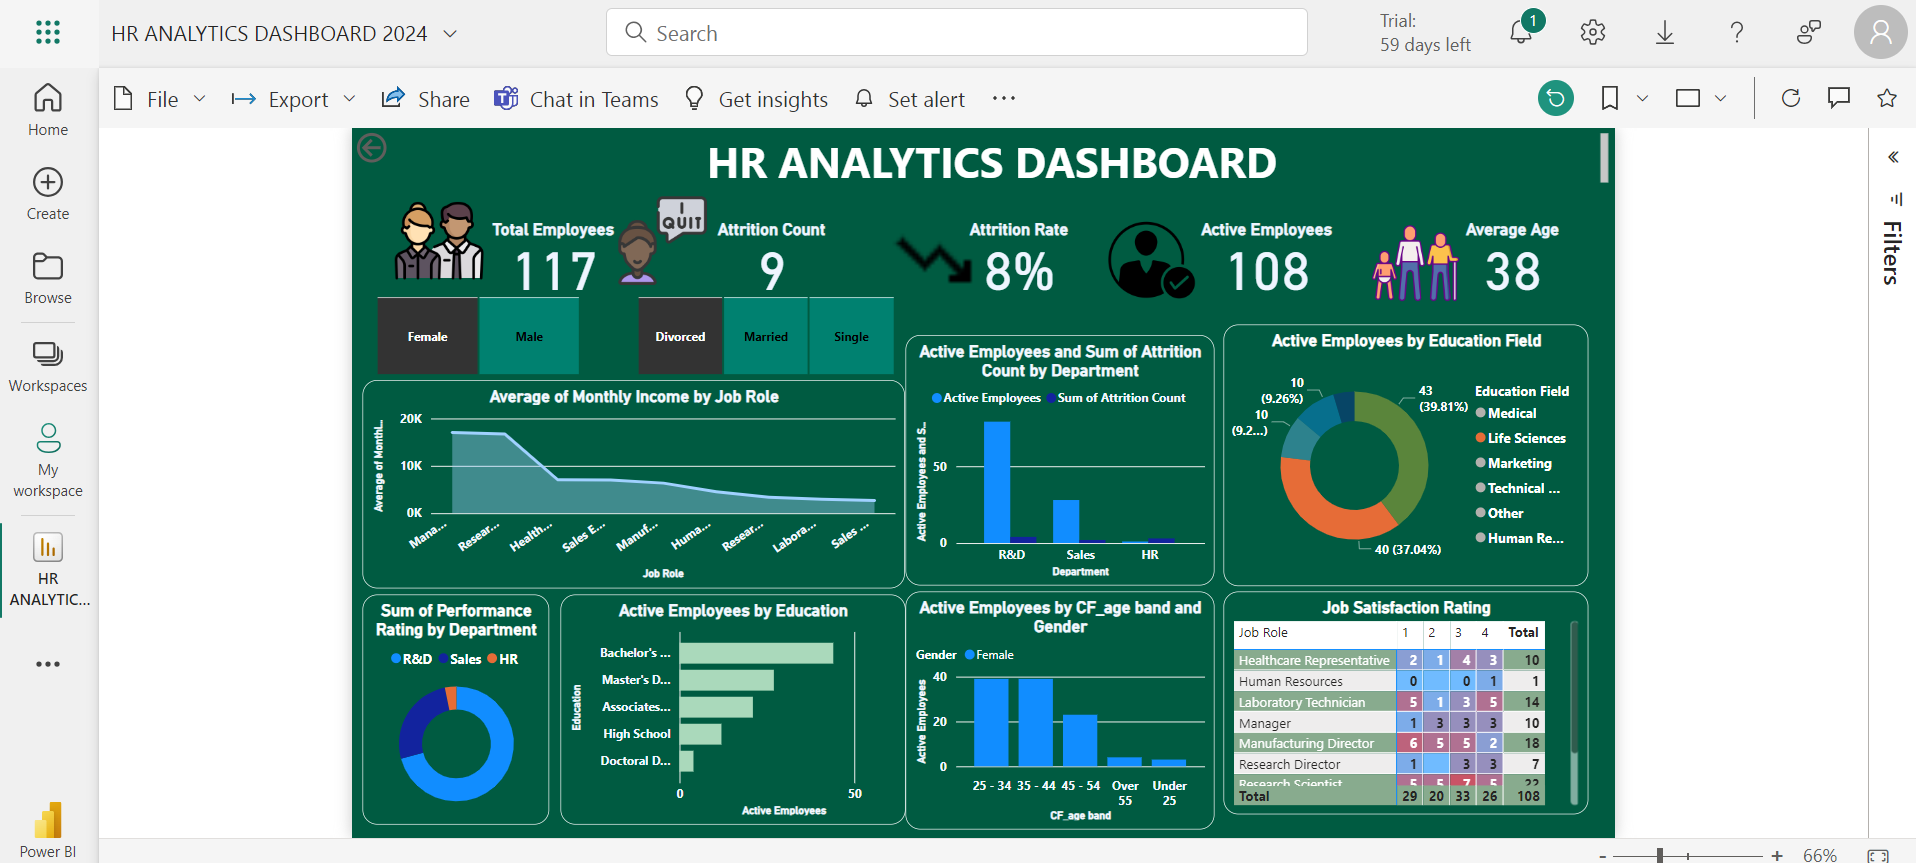 HR ANALYTICS DASHBOARD 2024
Search
Trial:
59 days left
1
File
Export
Share
Chat in Teams
Get insights
Set alert
Home
Create
Browse
Workspaces
My
workspace
HR
ANALYTIC...
Power BI
Filters
HR ANALYTICS DASHBOARD
Total Employees
117
I
QUIT
Attrition Count
9
Attrition Rate
8%
Active Employees
108
Average Age
38
Female
Male
Divorced
Married
Single
Average of Monthly Income by Job Role
Average of Monthl...
20K
10K
0K
Mana...
Resear...
Health...
Sales E...
Manuf...
Huma...
Resear...
Labora...
Sales ...
Job Role
Active Employees and Sum of Attrition
Count by Department
Active Employees
Sum of Attrition Count
Active Employees and S...
50
0
R&D
Sales
HR
Department
Active Employees by Education Field
10
(9.26%)
10
(9.2...)
43
(39.81%)
40 (37.04%)
Education Field
Medical
Life Sciences
Marketing
Technical ...
Other
Human Re...
Sum of Performance
Rating by Department
R&D
Sales
HR
Active Employees by Education
Education
Bachelor's ...
Master's D...
Associates...
High School
Doctoral D...
0
50
Active Employees
Active Employees by CF_age band and
Gender
Gender
Female
Active Employees
40
20
0
25 - 34
35 - 44
45 - 54
Over
55
Under
25
CF_age band
Job Satisfaction Rating
Job Role 1 2 3 4 Total
Healthcare Representative 2 1 4 3 10
Human Resources 0 0 1 1
Laboratory Technician 5 1 3 5 14
Manager 1 3 3 3 10
Manufacturing Director 6 5 5 2 18
Research Director 1 3 3 7
Research Scientist 5 5 7 5 22
Total 29 20 33 26 108
- + 66%